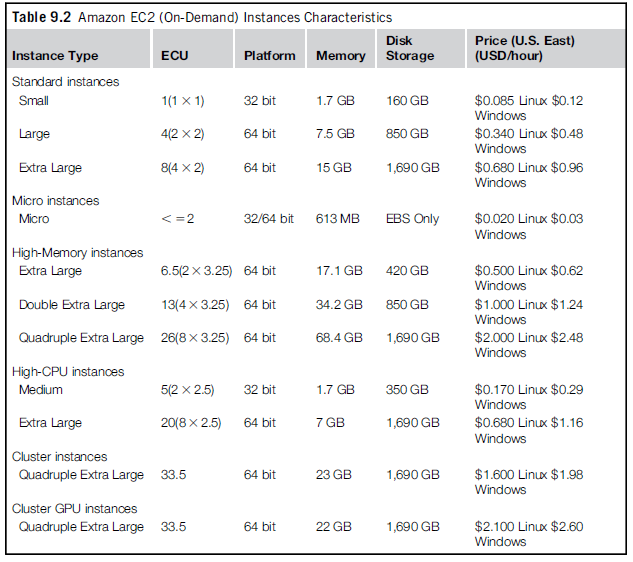 Table 9.2 Amazon EC2 (On-Demand) Instances Characteristics
Instance Type ECU Platform Memory Disk Storage Price (U.S. East) (USD/hour)
Standard instances
Small 1(1 × 1) 32 bit 1.7 GB 160 GB $0.085 Linux $0.12
Windows
Large 4(2 × 2) 64 bit 7.5 GB 850 GB $0.340 Linux $0.48
Windows
Extra Large 8(4 × 2) 64 bit 15 GB 1,690 GB $0.680 Linux $0.96
Windows
Micro instances
Micro < =2 32/64 bit 613 MB EBS Only $0.020 Linux $0.03
Windows
High-Memory instances
Extra Large 6.5(2 × 3.25) 64 bit 17.1 GB 420 GB $0.500 Linux $0.62
Windows
Double Extra Large 13(4 × 3.25) 64 bit 34.2 GB 850 GB $1.000 Linux $1.24
Windows
Quadruple Extra Large 26(8 × 3.25) 64 bit 68.4 GB 1,690 GB $2.000 Linux $2.48
Windows
High-CPU instances
Medium 5(2 × 2.5) 32 bit 1.7 GB 350 GB $0.170 Linux $0.29
Windows
Extra Large 20(8 × 2.5) 64 bit 7 GB 1,690 GB $0.680 Linux $1.16
Windows
Cluster instances
Quadruple Extra Large 33.5 64 bit 23 GB 1,690 GB $1.600 Linux $1.98
Windows
Cluster GPU instances
Quadruple Extra Large 33.5 64 bit 22 GB 1,690 GB $2.100 Linux $2.60
Windows